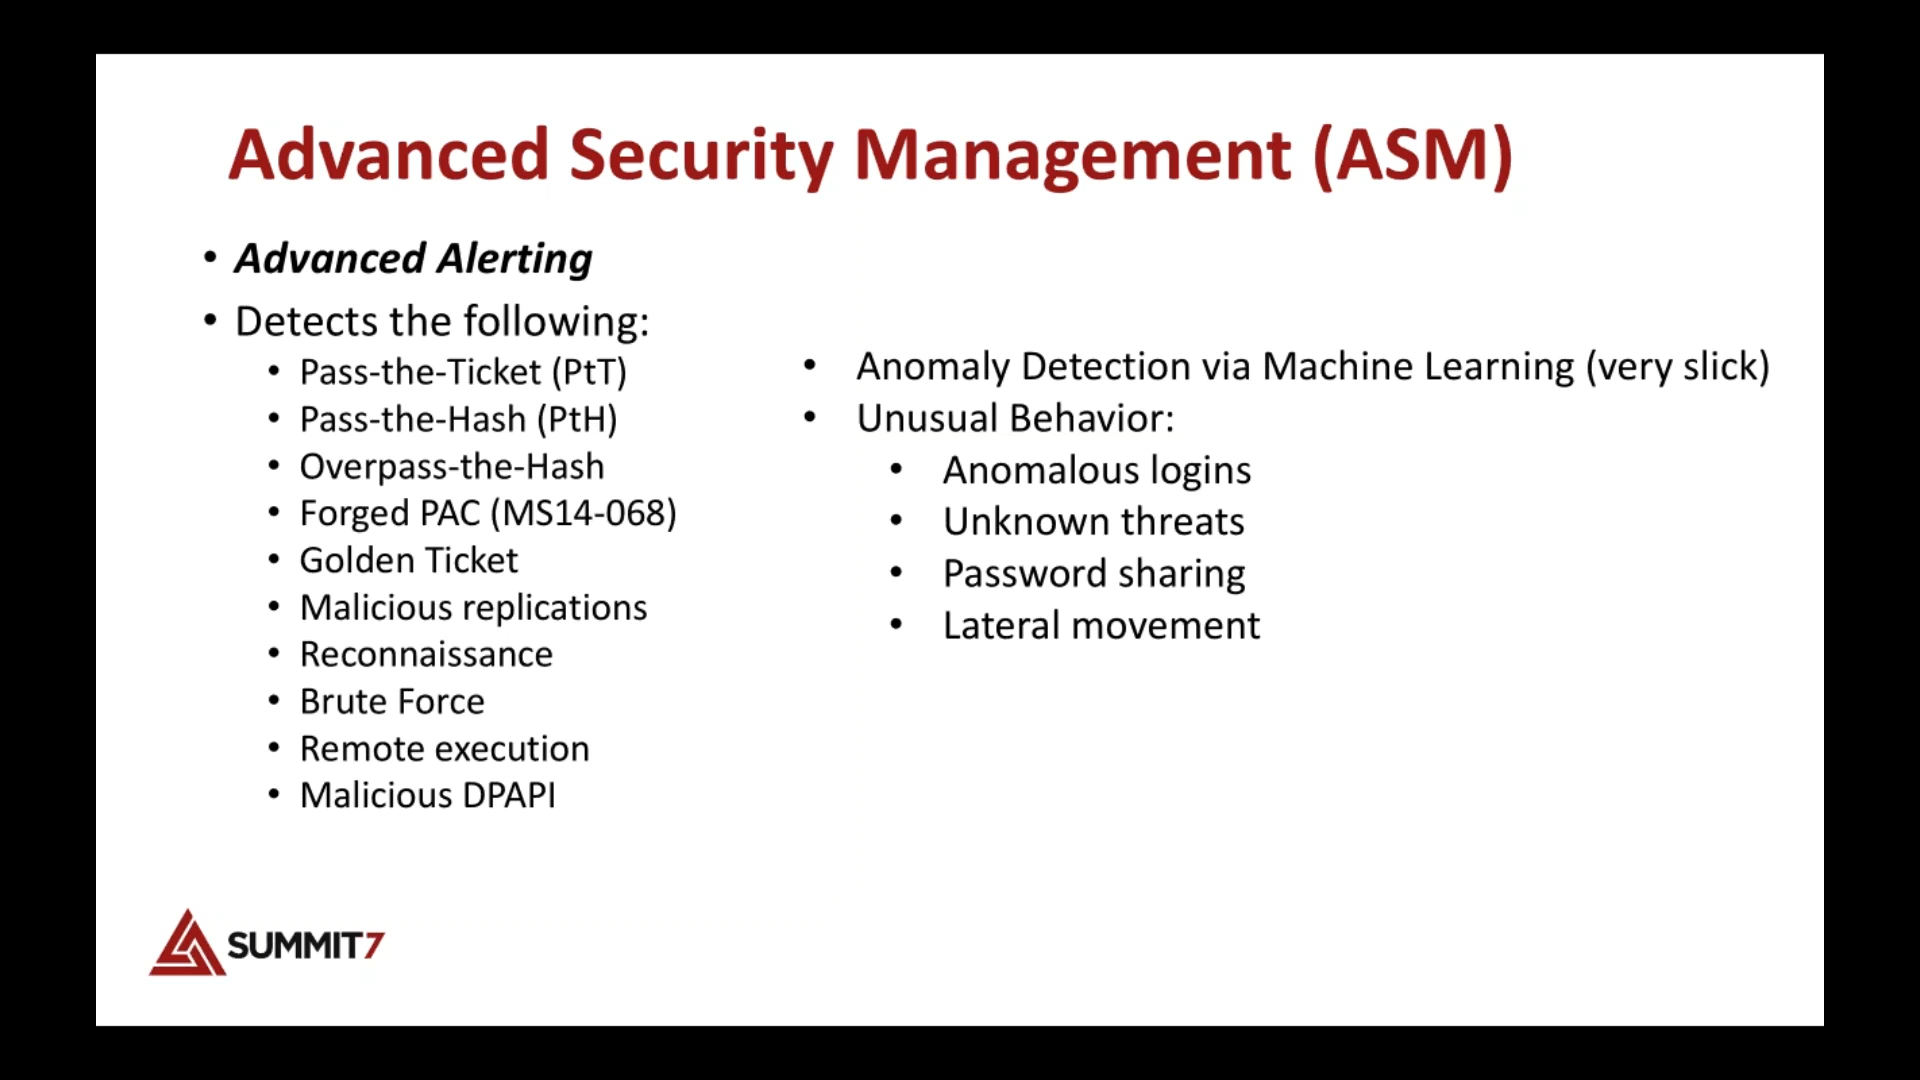 Advanced Security Management (ASM)
• Advanced Alerting
• Detects the following:
• Pass-the-Ticket (PtT)
• Pass-the-Hash (PtH)
• Overpass-the-Hash
• Forged PAC (MS14-068)
• Golden Ticket
• Malicious replications
• Reconnaissance
• Brute Force
• Remote execution
• Malicious DPAPI
• Anomaly Detection via Machine Learning (very slick)
• Unusual Behavior:
• Anomalous logins
• Unknown threats
• Password sharing
• Lateral movement
SUMMIT7